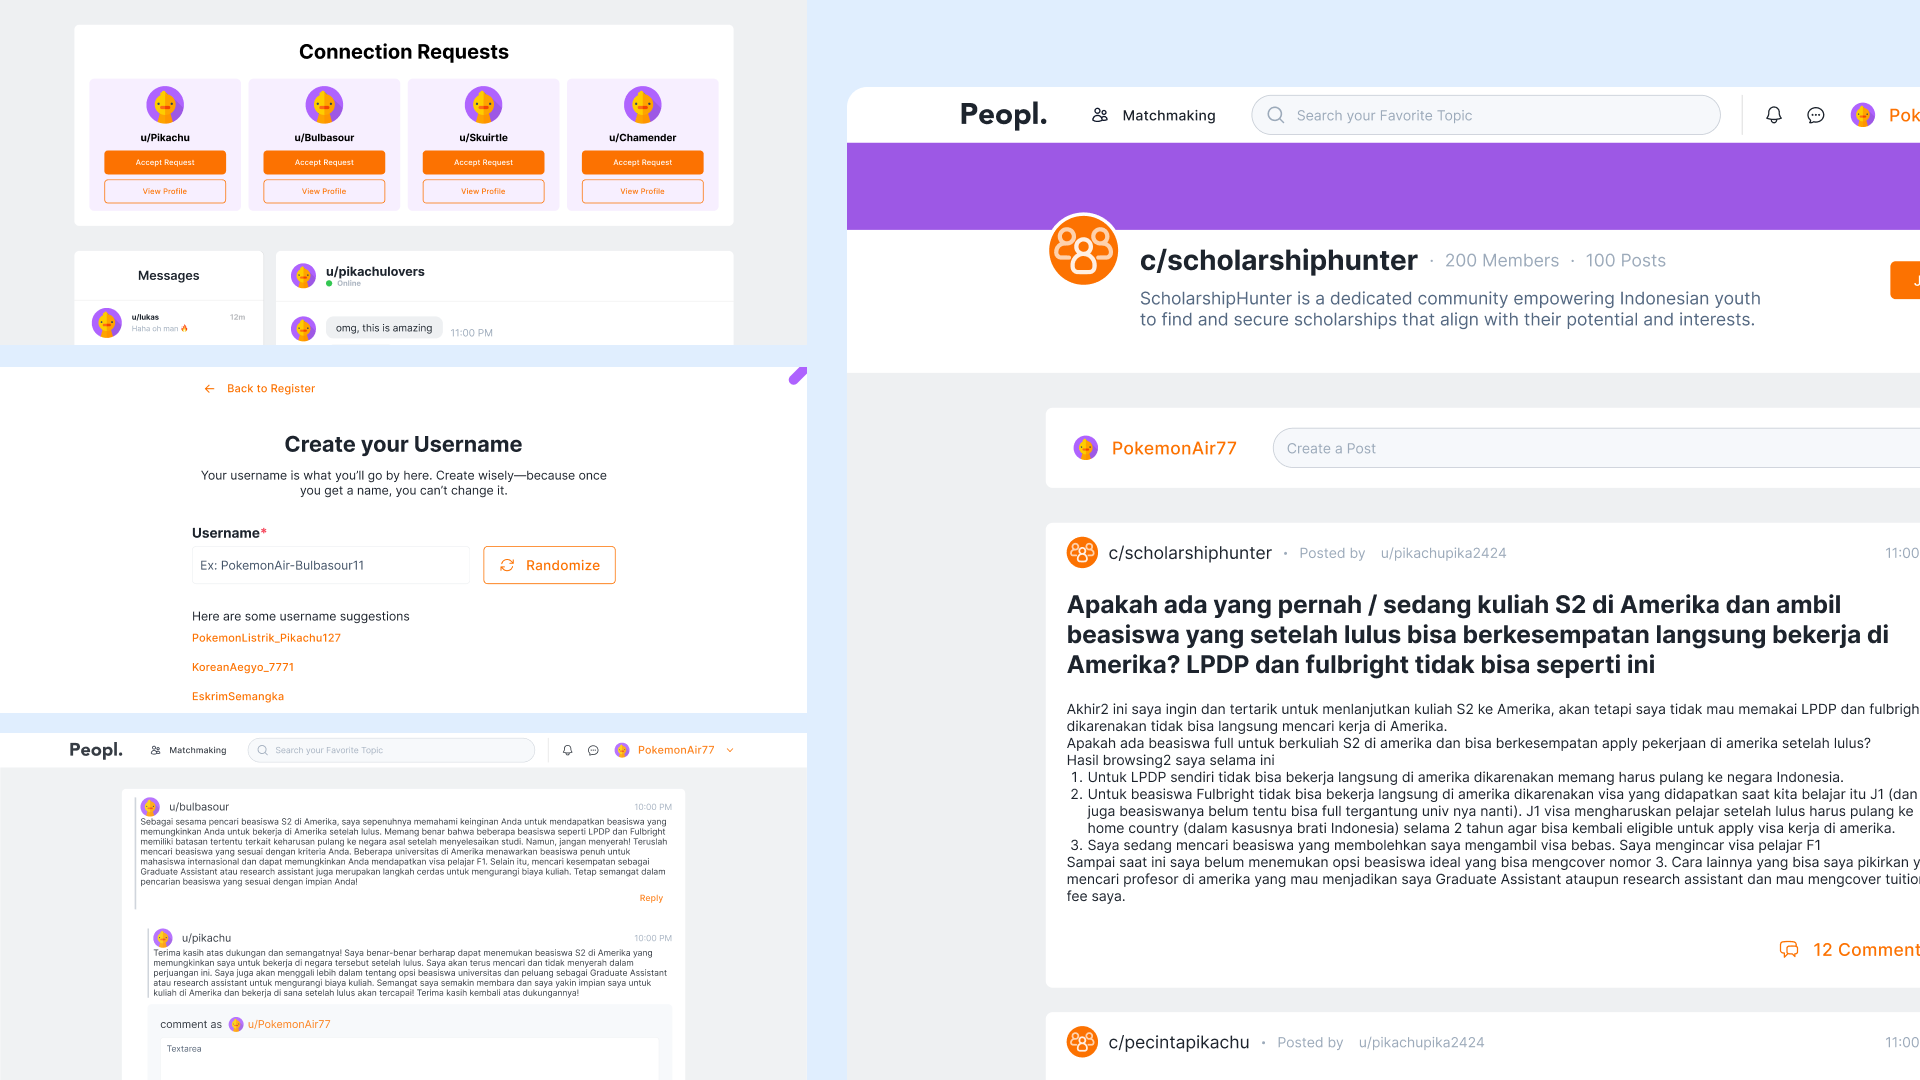 Connection Requests
u/Pikachu
u/Bulbasour
u/Skuirtle
u/Chamender
Accept Request
Accept Request
Accept Request
Accept Request
View Profile
View Profile
View Profile
View Profile
Messages
u/lukas
12m
Haha oh man 🔥
u/pikachulovers
Online
omg, this is amazing
11:00 PM
← Back to Register
Create your Username
Your username is what you'll go by here. Create wisely—because once
you get a name, you can't change it.
Username*
Ex: PokemonAir-Bulbasour11
Randomize
Here are some username suggestions
PokemonListrik_Pikachu127
KoreanAegyo_7771
EskrimSemangka
Peopl.
Matchmaking
Search your Favorite Topic
PokemonAir77
u/bulbasour
10:00 PM
Sebagai sesama pencari beasiswa S2 di Amerika, saya sepenuhnya memahami keinginan Anda untuk mendapatkan beasiswa yang
memungkinkan Anda untuk bekerja di Amerika setelah lulus. Memang benar bahwa beberapa beasiswa seperti LPDP dan Fulbright
memiliki batasan tertentu terkait keharusan pulang ke negara asal setelah menyelesaikan studi. Namun, jangan menyerah! Teruslah
mencari beasiswa yang sesuai dengan kriteria Anda. Beberapa universitas di Amerika menawarkan beasiswa penuh untuk
mahasiswa internasional dan dapat memungkinkan Anda mendapatkan visa pelajar F1. Selain itu, mencari kesempatan sebagai
Graduate Assistant atau research assistant juga merupakan langkah cerdas untuk mengurangi biaya kuliah. Tetap semangat dalam
pencarian beasiswa yang sesuai dengan impian Anda!
Reply
u/pikachu
10:00 PM
Terima kasih atas dukungan dan semangatnya! Saya benar-benar berharap dapat menemukan beasiswa S2 di Amerika yang
memungkinkan saya untuk bekerja di negara tersebut setelah lulus. Saya akan terus mencari dan tidak menyerah dalam
perjuangan ini. Saya juga akan menggali lebih dalam tentang opsi beasiswa universitas dan peluang sebagai Graduate Assistant
atau research assistant untuk mengurangi biaya kuliah. Semangat saya semakin membara dan saya yakin impian saya untuk
kuliah di Amerika dan bekerja di sana setelah lulus akan tercapai! Terima kasih kembali atas dukungannya!
comment as u/PokemonAir77
Textarea
Peopl.
Matchmaking
Search your Favorite Topic
Pok
c/scholarshiphunter · 200 Members · 100 Posts
ScholarshipHunter is a dedicated community empowering Indonesian youth
to find and secure scholarships that align with their potential and interests.
PokemonAir77
Create a Post
c/scholarshiphunter · Posted by u/pikachupika2424
11:00
Apakah ada yang pernah / sedang kuliah S2 di Amerika dan ambil
beasiswa yang setelah lulus bisa berkesempatan langsung bekerja di
Amerika? LPDP dan fulbright tidak bisa seperti ini
Akhir2 ini saya ingin dan tertarik untuk menlanjutkan kuliah S2 ke Amerika, akan tetapi saya tidak mau memakai LPDP dan fulbrigh
dikarenakan tidak bisa langsung mencari kerja di Amerika.
Apakah ada beasiswa full untuk berkuliah S2 di amerika dan bisa berkesempatan apply pekerjaan di amerika setelah lulus?
Hasil browsing2 saya selama ini
1. Untuk LPDP sendiri tidak bisa bekerja langsung di amerika dikarenakan memang harus pulang ke negara Indonesia.
2. Untuk beasiswa Fulbright tidak bisa bekerja langsung di amerika dikarenakan visa yang didapatkan saat kita belajar itu J1 (dan
juga beasiswanya belum tentu bisa full tergantung univ nya nanti). J1 visa mengharuskan pelajar setelah lulus harus pulang ke
home country (dalam kasusnya brati Indonesia) selama 2 tahun agar bisa kembali eligible untuk apply visa kerja di amerika.
3. Saya sedang mencari beasiswa yang membolehkan saya mengambil visa bebas. Saya mengincar visa pelajar F1
Sampai saat ini saya belum menemukan opsi beasiswa ideal yang bisa mengcover nomor 3. Cara lainnya yang bisa saya pikirkan y
mencari profesor di amerika yang mau menjadikan saya Graduate Assistant ataupun research assistant dan mau mengcover tuitio
fee saya.
12 Comment
c/pecintapikachu · Posted by u/pikachupika2424
11:00